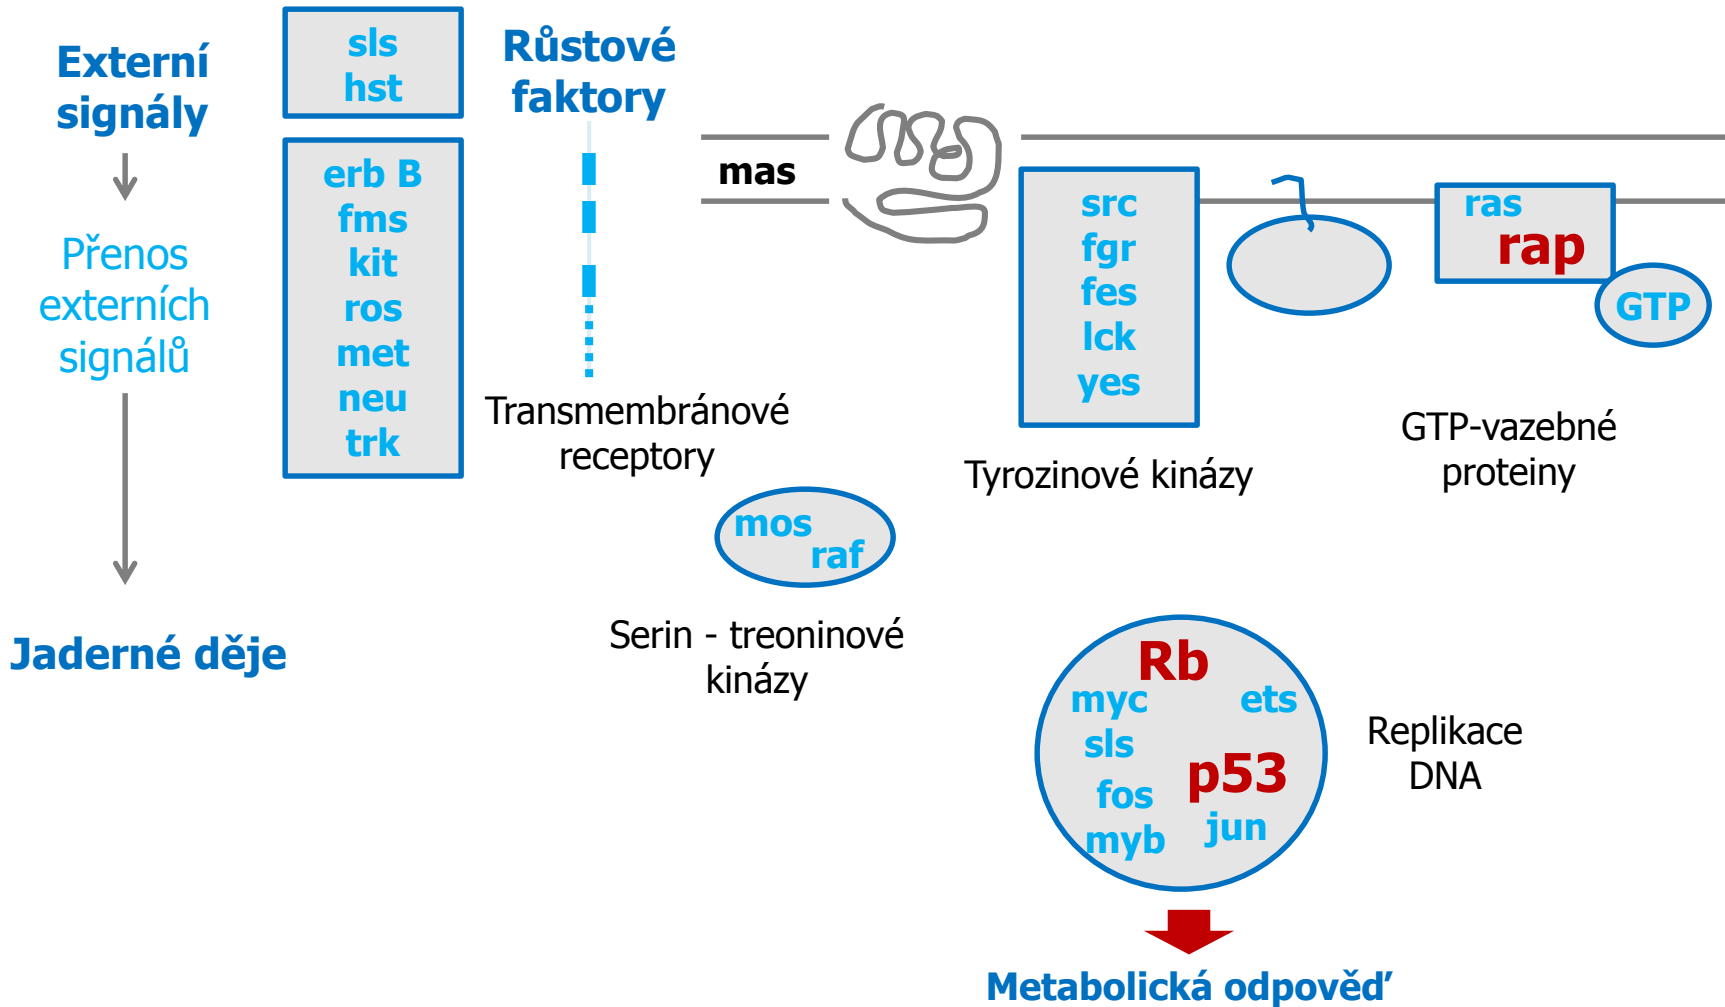 Externí
signály
Přenos
externích
signálů
Jaderné děje
sls
hst
erb B
fms
kit
ros
met
neu
trk
Růstové
faktory
Transmembránové
receptory
mas
src
fgr
fes
lck
yes
Tyrozinové kinázy
ras
rap
GTP
GTP-vazebné
proteiny
mos
raf
Serin - treoninové
kinázy
Rb
myc
ets
sls
p53
fos
jun
myb
Replikace
DNA
Metabolická odpověď